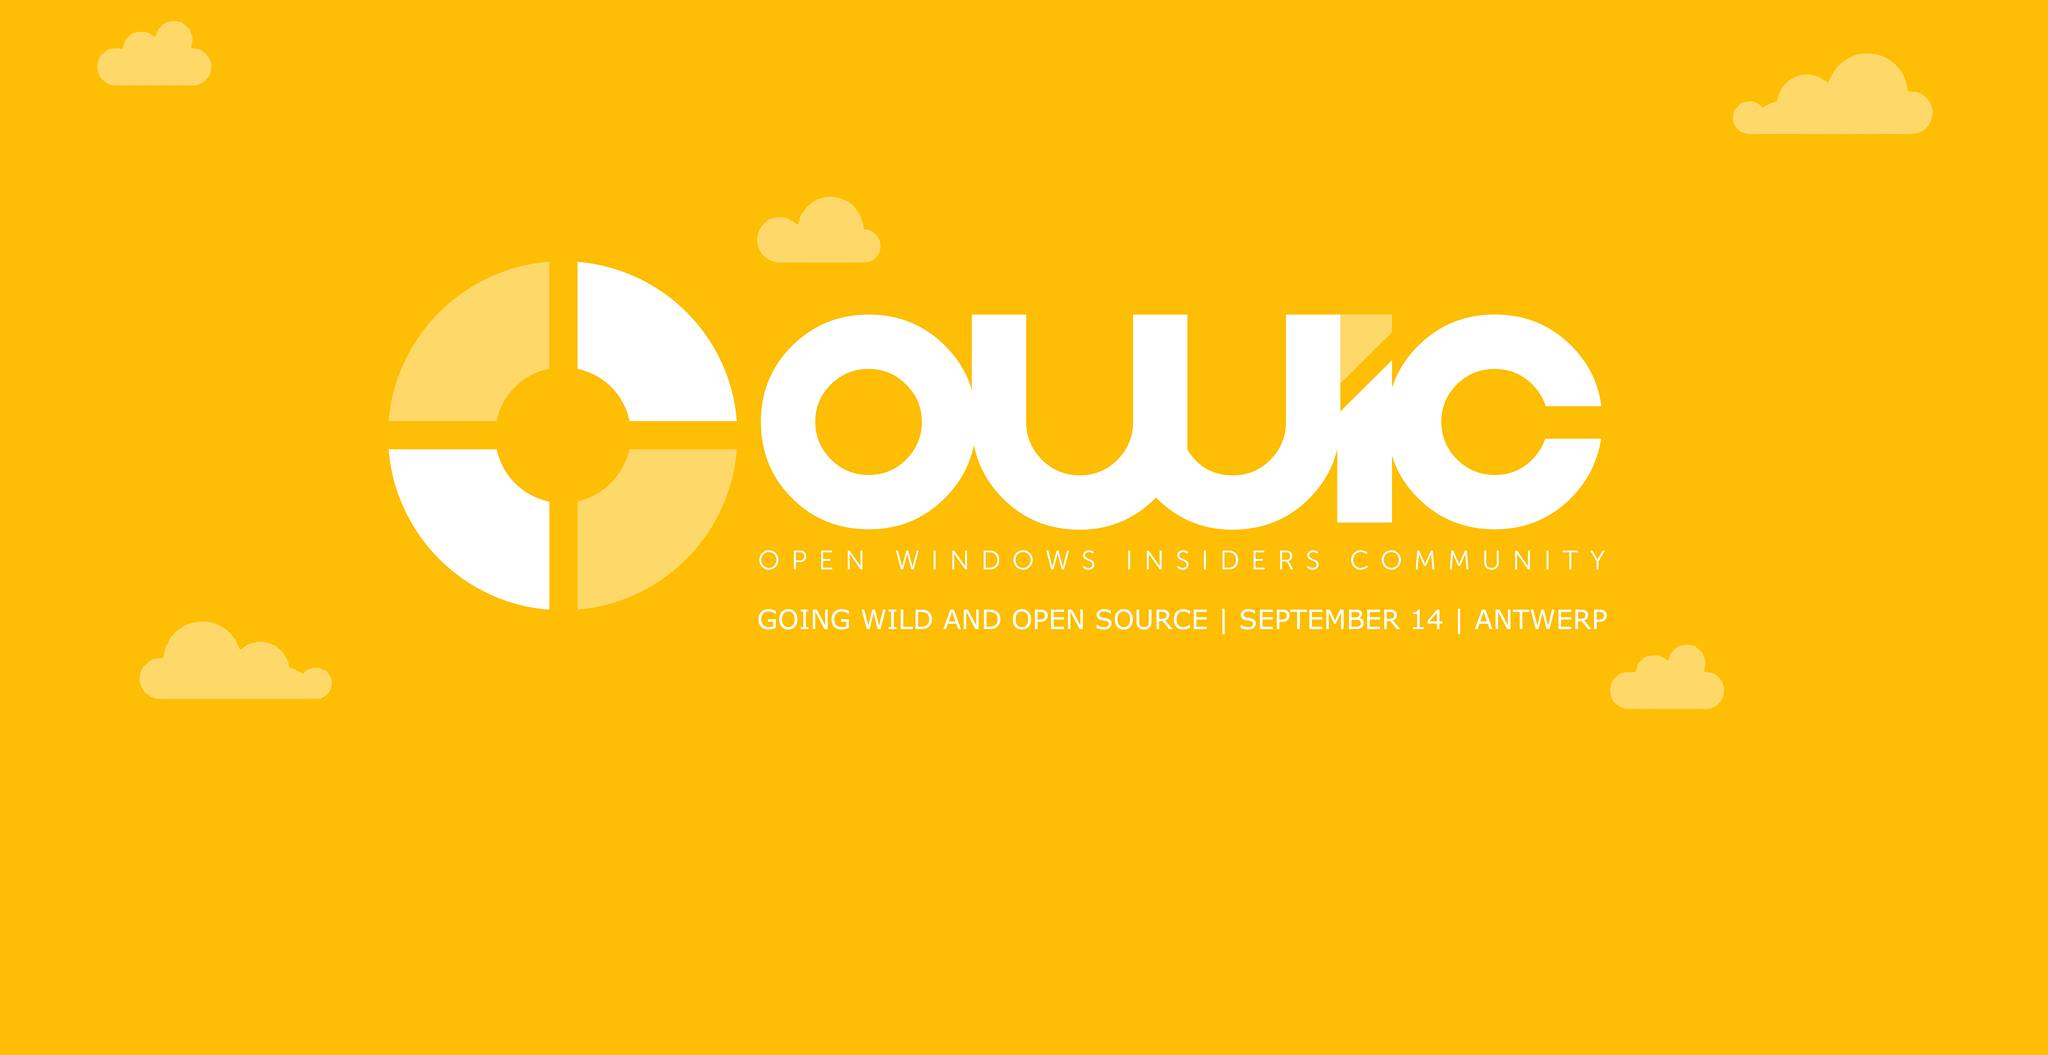 owic
OPEN WINDOWS INSIDERS COMMUNITY
GOING WILD AND OPEN SOURCE | SEPTEMBER 14 | ANTWERP